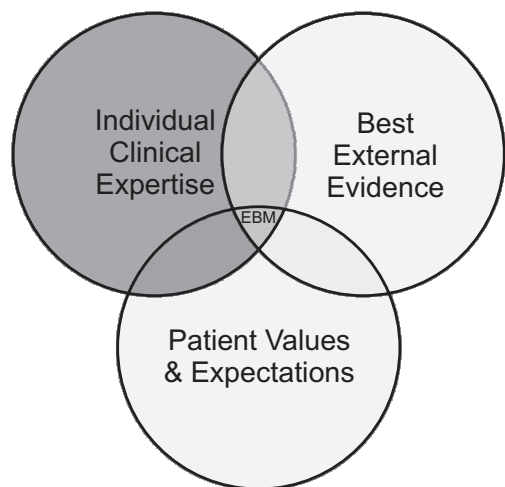 Individual
Clinical
Expertise
Best
External
Evidence
EBM
Patient Values
& Expectations